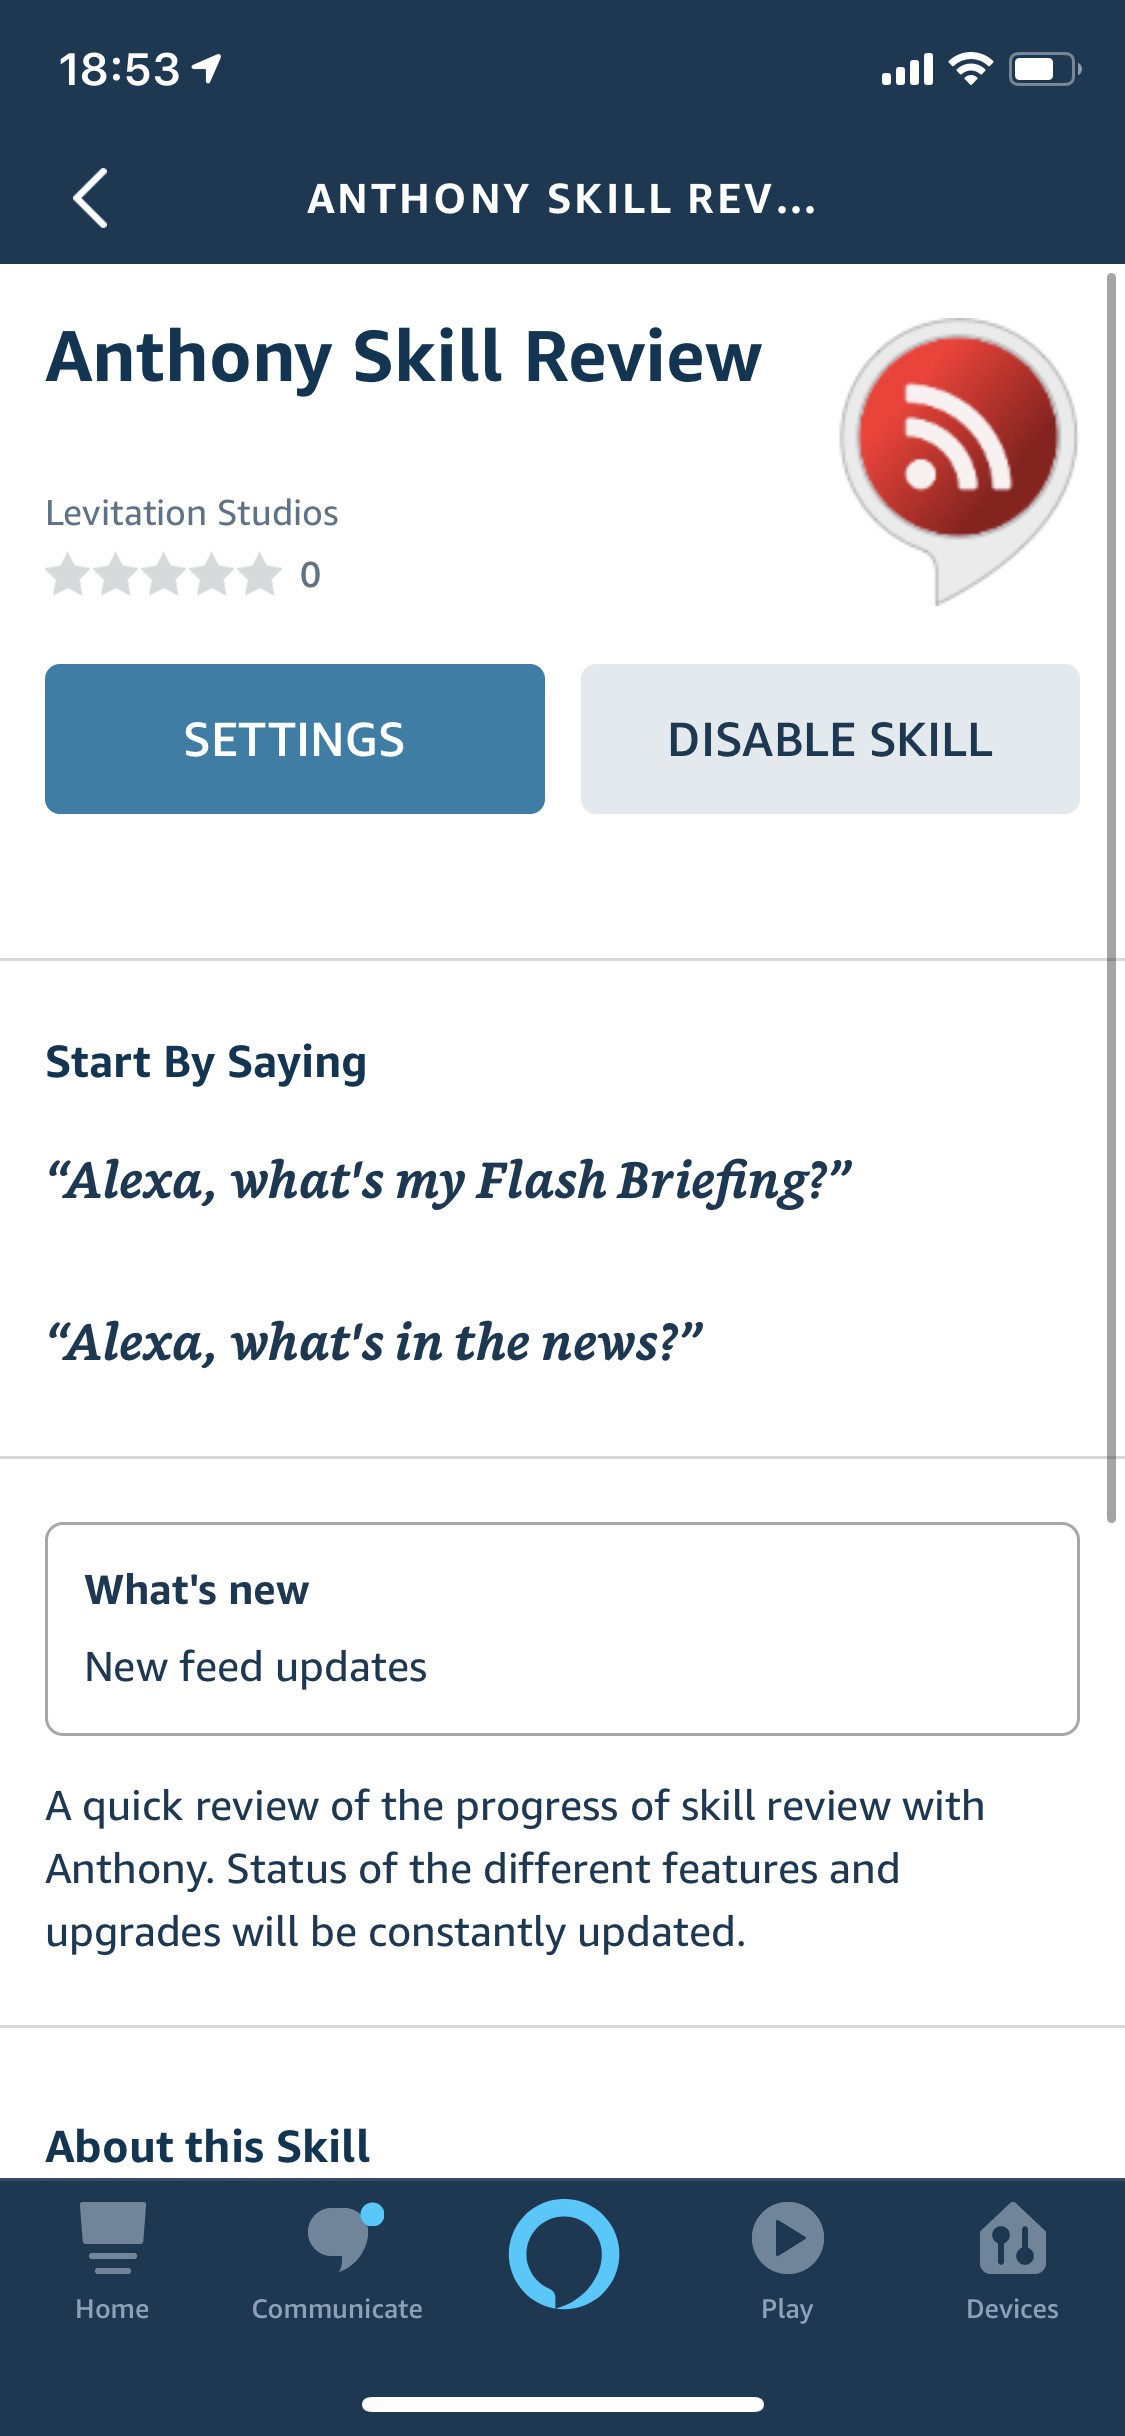 18:53
ANTHONY SKILL REV...
Anthony Skill Review
Levitation Studios
0
SETTINGS
DISABLE SKILL
Start By Saying
“Alexa, what's my Flash Briefing?”
“Alexa, what's in the news?”
What's new
New feed updates
A quick review of the progress of skill review with
Anthony. Status of the different features and
upgrades will be constantly updated.
About this Skill
Home
Communicate
Play
Devices